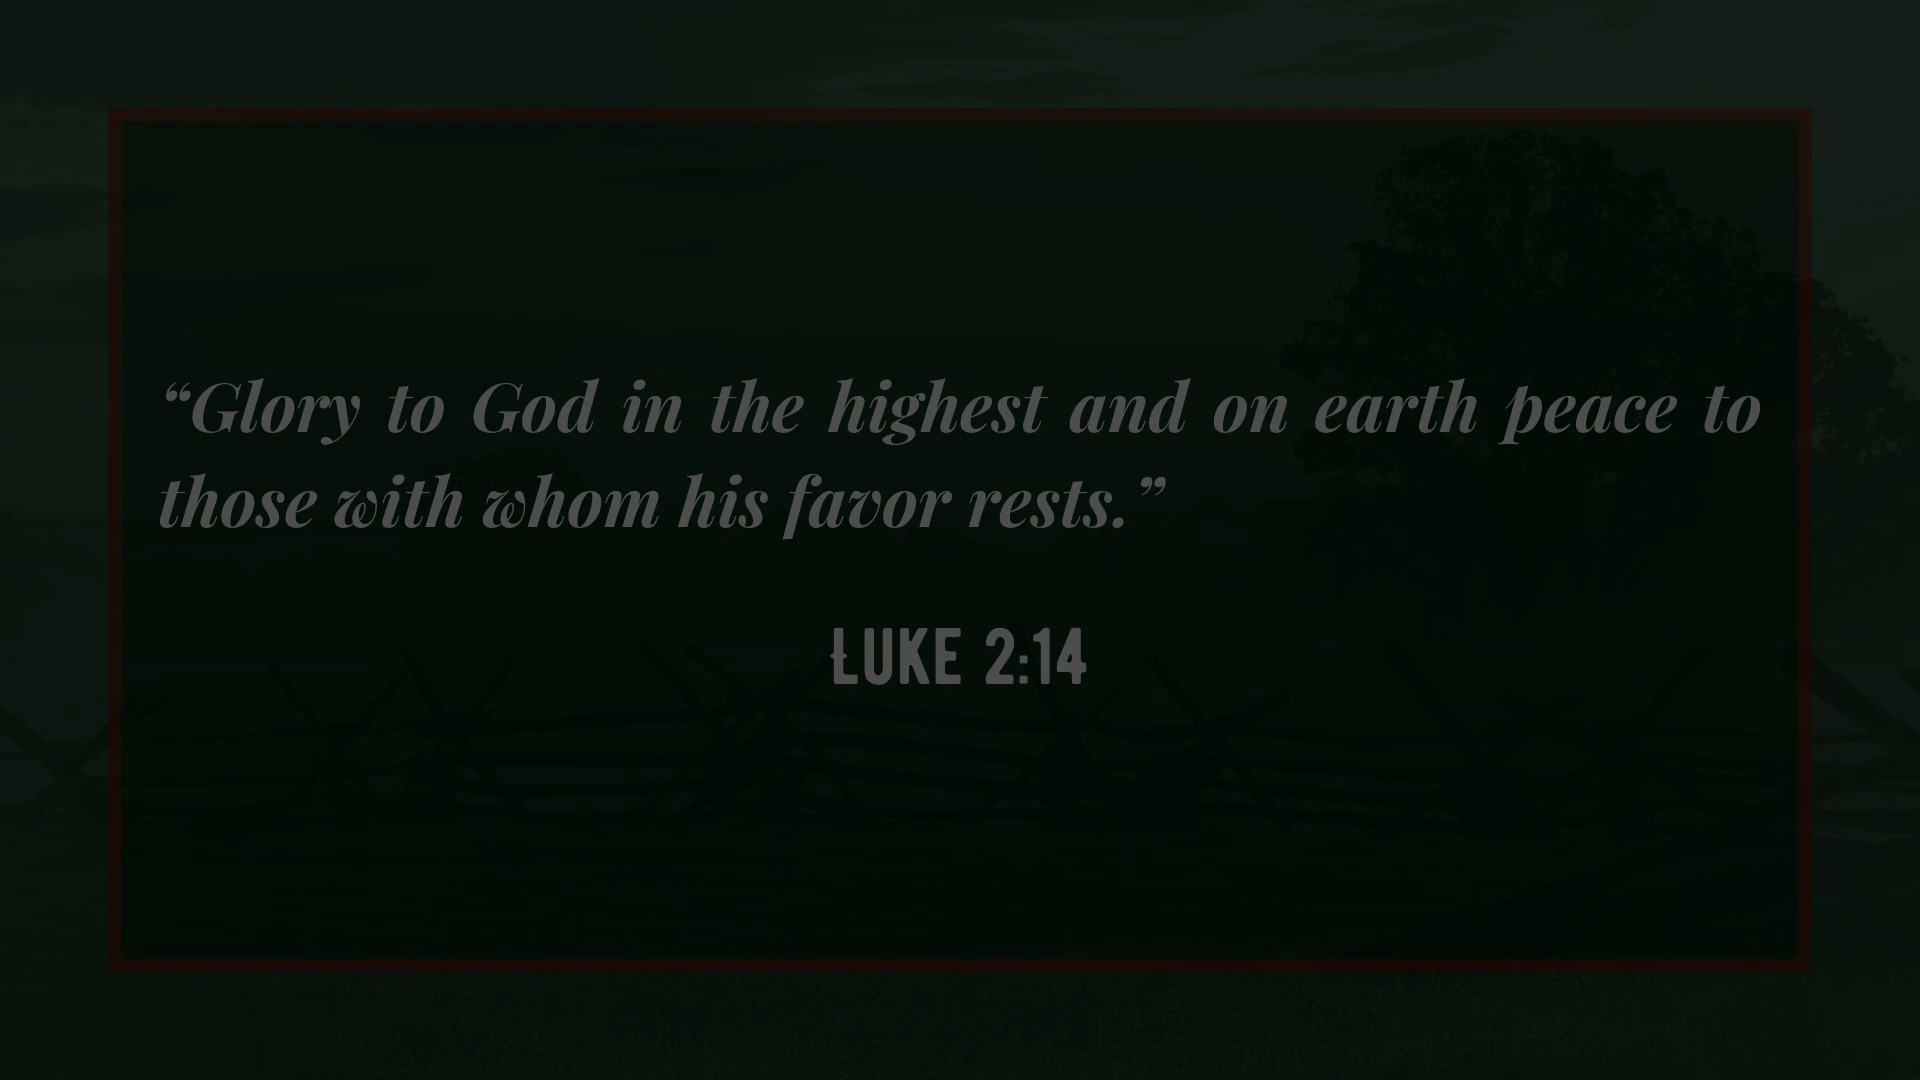 “Glory to God in the highest and on earth peace to
those with whom his favor rests.”
LUKE 2:14